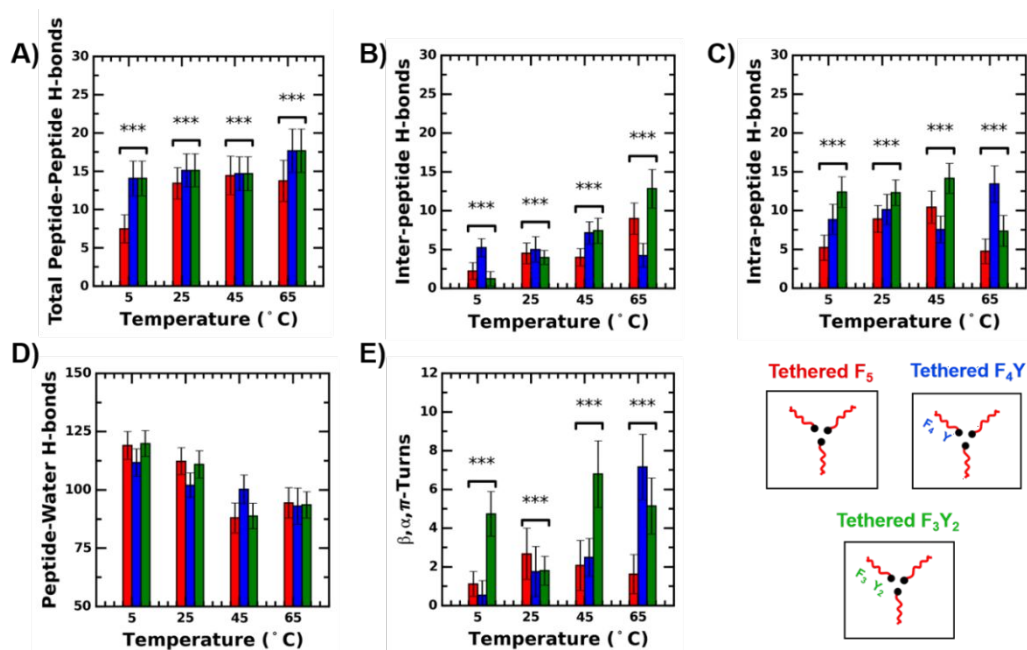 A)
Total Peptide-Peptide H-bonds
30
25
20
15
10
5
0
***
***
***
***
5 25 45 65
Temperature (°C)
B)
Inter-peptide H-bonds
30
25
20
15
10
5
0
***
***
***
***
5 25 45 65
Temperature (°C)
C)
Intra-peptide H-bonds
30
25
20
15
10
5
0
***
***
***
***
5 25 45 65
Temperature (°C)
D)
Peptide-Water H-bonds
150
125
100
75
50
5 25 45 65
Temperature (°C)
E)
β,α,π-Turns
12
10
8
6
4
2
0
***
***
***
***
5 25 45 65
Temperature (°C)
Tethered F₅
Tethered F₄Y
F₄ Y
Tethered F₃Y₂
F₃ Y₂